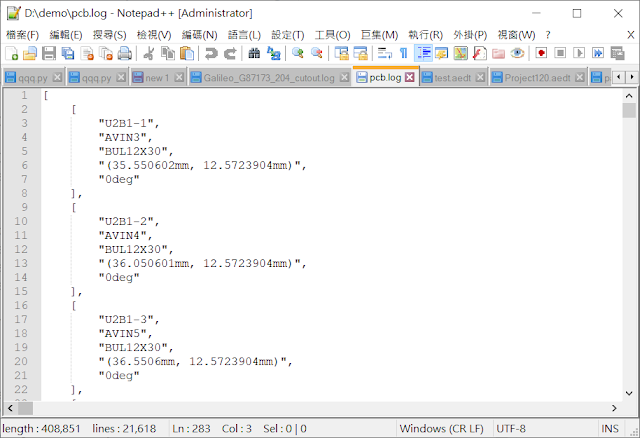 D:\demo\pcb.log - Notepad++ [Administrator]
檔案(F) 編輯(E) 搜尋(S) 檢視(V) 編碼(N) 語言(L) 設定(T) 工具(O) 巨集(M) 執行(R) 外掛(P) 視窗(W) ? X
qqq.py qqq.py new 1 Galileo_G87173_204_cutout.log pcb.log test.aedt Project120.aedt p
1 [
2 [
3 "U2B1-1",
4 "AVIN3",
5 "BUL12X30",
6 "(35.550602mm, 12.5723904mm)",
7 "0deg"
8 ],
9 [
10 "U2B1-2",
11 "AVIN4",
12 "BUL12X30",
13 "(36.050601mm, 12.5723904mm)",
14 "0deg"
15 ],
16 [
17 "U2B1-3",
18 "AVIN5",
19 "BUL12X30",
20 "(36.5506mm, 12.5723904mm)",
21 "0deg"
22 ],
length : 408,851 lines : 21,618 Ln : 283 Col : 3 Sel : 0 | 0 Windows (CR LF) UTF-8 INS